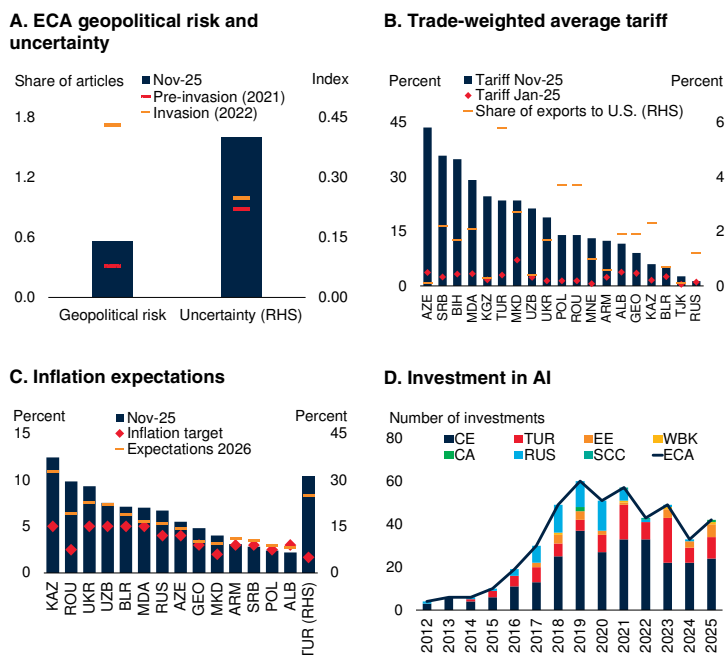 A. ECA geopolitical risk and
uncertainty
Share of articles
Index
Nov-25
Pre-invasion (2021)
Invasion (2022)
1.8
1.2
0.6
0.0
0.45
0.30
0.15
0.00
Geopolitical risk
Uncertainty (RHS)
B. Trade-weighted average tariff
Percent
Percent
Tariff Nov-25
Tariff Jan-25
Share of exports to U.S. (RHS)
45
30
15
0
6
4
2
0
AZE
SRB
BIH
MDA
KGZ
TUR
MKD
UZB
UKR
POL
ROU
MNE
ARM
ALB
GEO
KAZ
BLR
TJK
RUS
C. Inflation expectations
Percent
Percent
Nov-25
Inflation target
Expectations 2026
15
10
5
0
45
30
15
0
KAZ
ROU
UKR
UZB
BLR
MDA
RUS
AZE
GEO
MKD
ARM
SRB
POL
ALB
TUR (RHS)
D. Investment in AI
Number of investments
CE
TUR
EE
WBK
CA
RUS
SCC
ECA
80
60
40
20
0
2012
2013
2014
2015
2016
2017
2018
2019
2020
2021
2022
2023
2024
2025